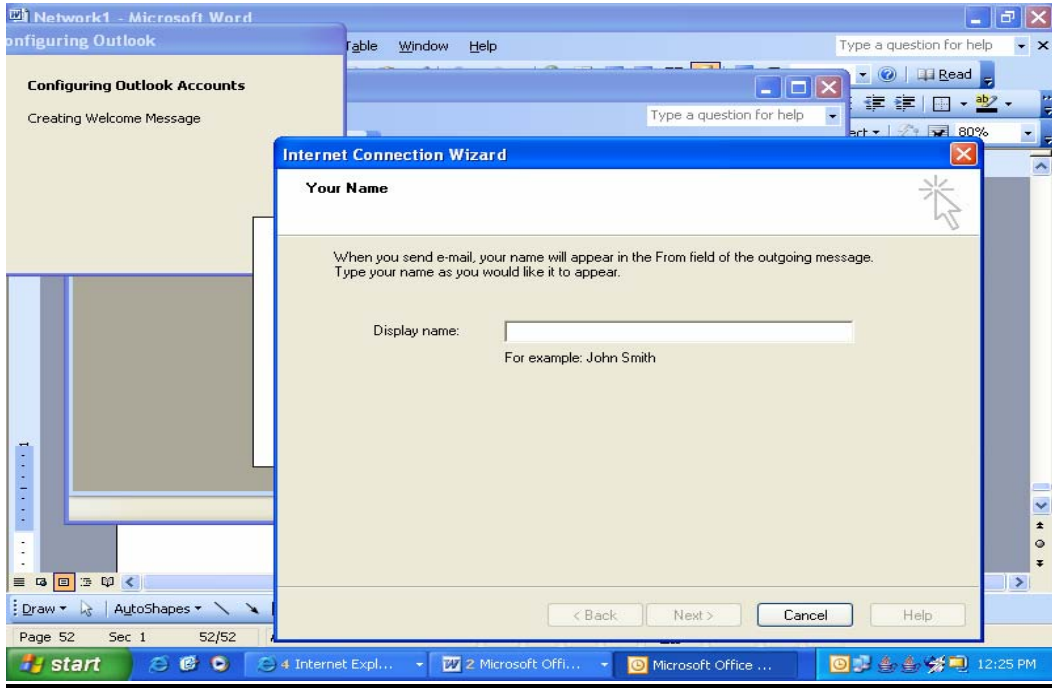 Network1 - Microsoft Word
onfiguring Outlook
Table Window Help
Type a question for help
Configuring Outlook Accounts
Read
Creating Welcome Message
Type a question for help
80%
Internet Connection Wizard
Your Name
When you send e-mail, your name will appear in the From field of the outgoing message.
Type your name as you would like it to appear.
Display name:
For example: John Smith
< Back Next > Cancel Help
Draw AutoShapes
Page 52 Sec 1 52/52
start 4 Internet Expl... 2 Microsoft Offi... Microsoft Office ... 12:25 PM